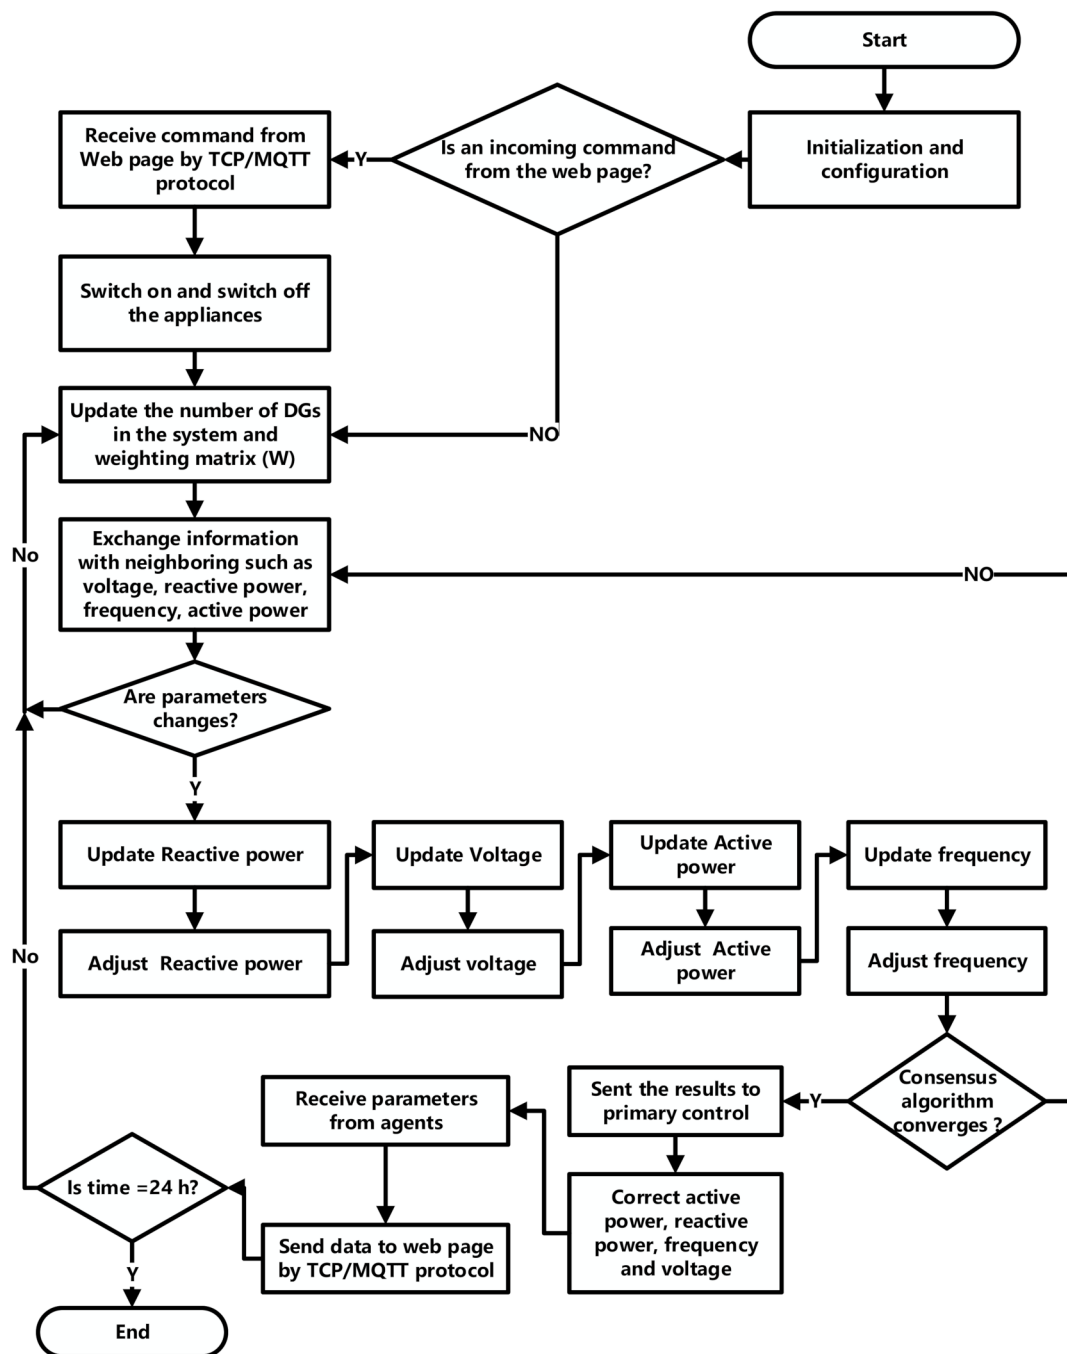 Start
Initialization and
configuration
Is an incoming command
from the web page?
Y
Receive command from
Web page by TCP/MQTT
protocol
Switch on and switch off
the appliances
NO
Update the number of DGs
in the system and
weighting matrix (W)
Exchange information
with neighboring such as
voltage, reactive power,
frequency, active power
NO
No
Are parameters
changes?
Y
Update Reactive power
Adjust Reactive power
Update Voltage
Adjust voltage
Update Active
power
Adjust Active
power
Update frequency
Adjust frequency
Consensus
algorithm
converges ?
Y
Sent the results to
primary control
Correct active
power, reactive
power, frequency
and voltage
Receive parameters
from agents
Send data to web page
by TCP/MQTT protocol
Is time =24 h?
No
Y
End